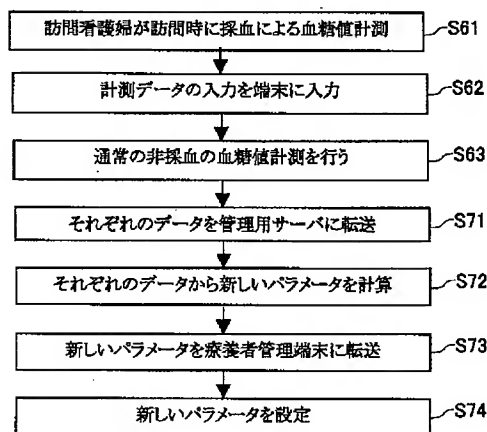 訪問看護婦が訪問時に採血による血糖値計測 S61
計測データの入力を端末に入力 S62
通常の非採血の血糖値計測を行う S63
それぞれのデータを管理用サーバに転送 S71
それぞれのデータから新しいパラメータを計算 S72
新しいパラメータを療養者管理端末に転送 S73
新しいパラメータを設定 S74